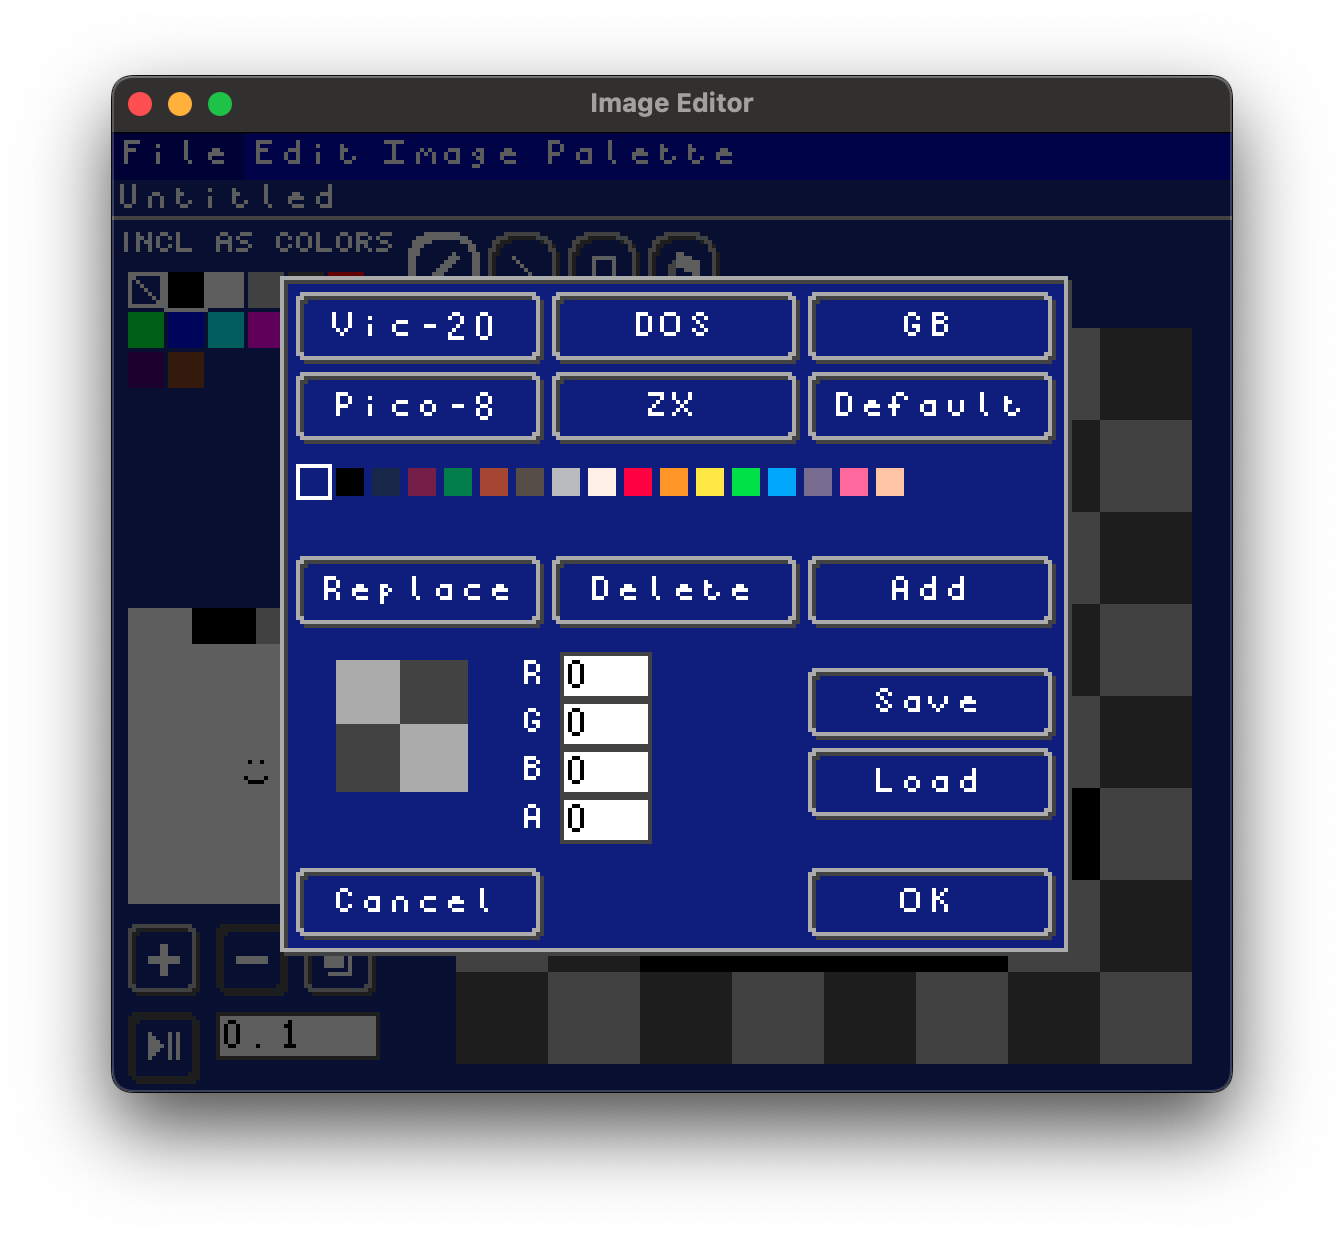 Image Editor
File Edit Image Palette
Untitled
INCL AS COLORS
Vic-20 DOS GB
Pico-8 ZX Default
Replace Delete Add
R 0
G 0
B 0
A 0
Save
Load
Cancel OK
0.1